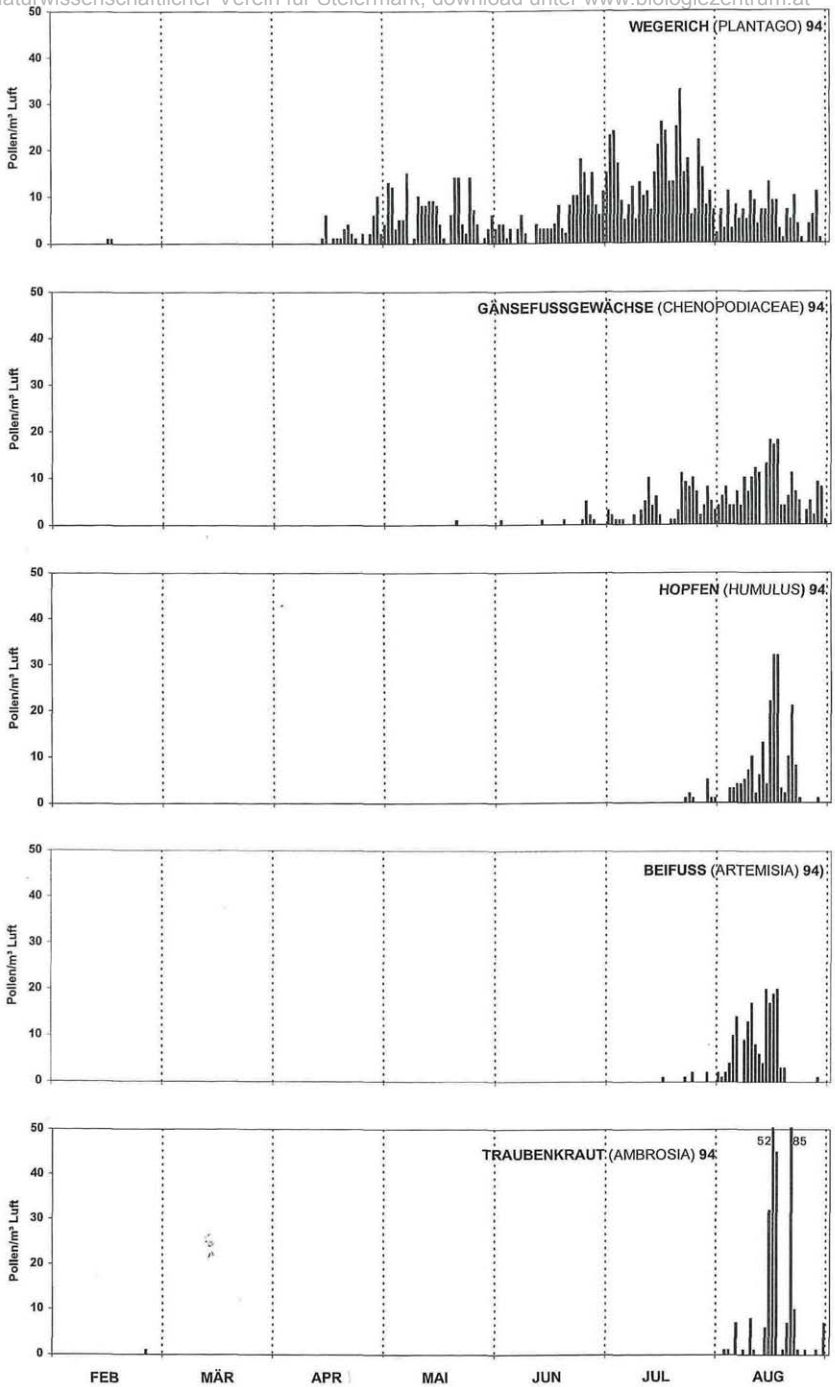 Naturwissenschaftlicher Verein für Steiermark; download unter www.biologiezentrum.at
WEGERICH (PLANTAGO) 94
50
40
30
20
10
0
Pollen/m³ Luft
GÄNSEFUSSGEWÄCHSE (CHENOPODIACEAE) 94
50
40
30
20
10
0
Pollen/m³ Luft
HOPFEN (HUMULUS) 94
50
40
30
20
10
0
Pollen/m³ Luft
BEIFUSS (ARTEMISIA) 94)
50
40
30
20
10
0
Pollen/m³ Luft
TRAUBENKRAUT (AMBROSIA) 94
52 85
50
40
30
20
10
0
Pollen/m³ Luft
FEB MÄR APR MAI JUN JUL AUG